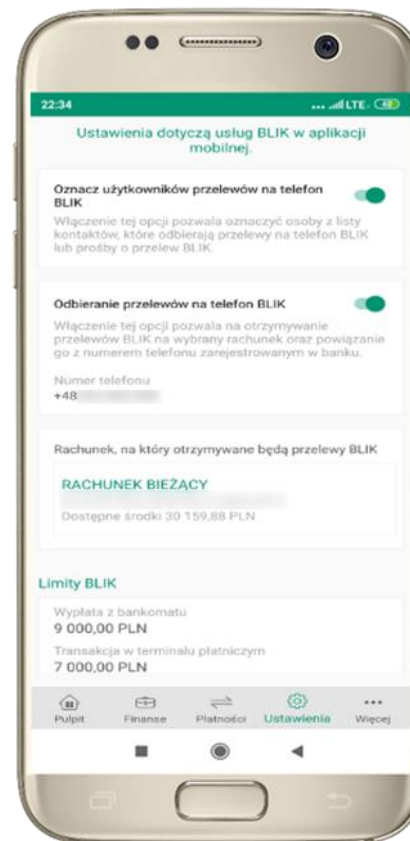 22:34
LTE
48
Ustawienia dotyczą usług BLIK w aplikacji
mobilnej.
Oznacz użytkowników przelewów na telefon
BLIK
Włączenie tej opcji pozwala oznaczyć osoby z listy
kontaktów, które odbierają przelewy na telefon BLIK
lub prośby o przelew BLIK
Odbieranie przelewów na telefon BLIK
Włączenie tej opcji pozwala na otrzymywanie
przelewów BLIK na wybrany rachunek oraz powiązanie
go z numerem telefonu zarejestrowanym w banku.
Numer telefonu
+48
Rachunek, na który otrzymywane będą przelewy BLIK
RACHUNEK BIEŻĄCY
Dostępne środki 30 159,88 PLN
Limity BLIK
Wypłata z bankomatu
9 000,00 PLN
Transakcja w terminalu płatniczym
7 000,00 PLN
Pulpit Finanse Płatności Ustawienia Więcej